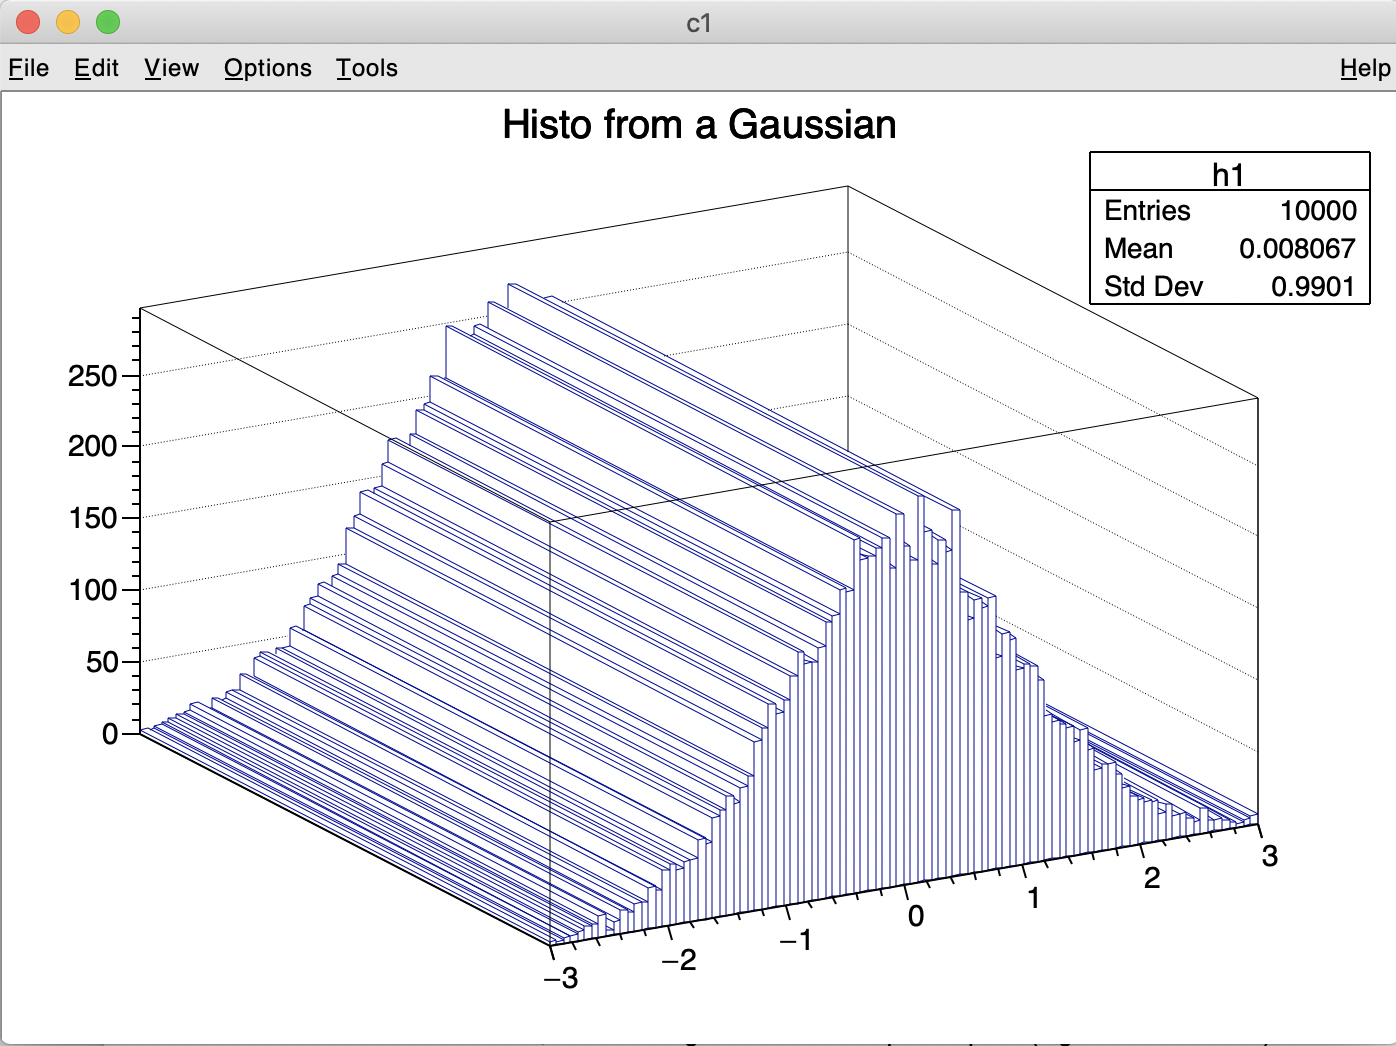 c1
File Edit View Options Tools Help
Histo from a Gaussian
h1
Entries 10000
Mean 0.008067
Std Dev 0.9901
250
200
150
100
50
0
−3
−2
−1
0
1
2
3